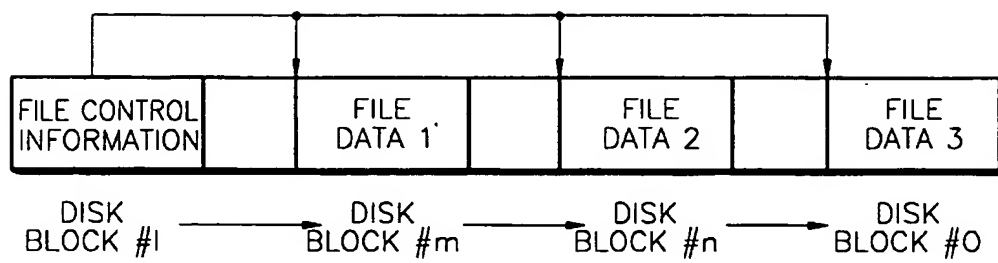 FILE CONTROL
INFORMATION
FILE
DATA 1
FILE
DATA 2
FILE
DATA 3
DISK
BLOCK #l
DISK
BLOCK #m
DISK
BLOCK #n
DISK
BLOCK #O